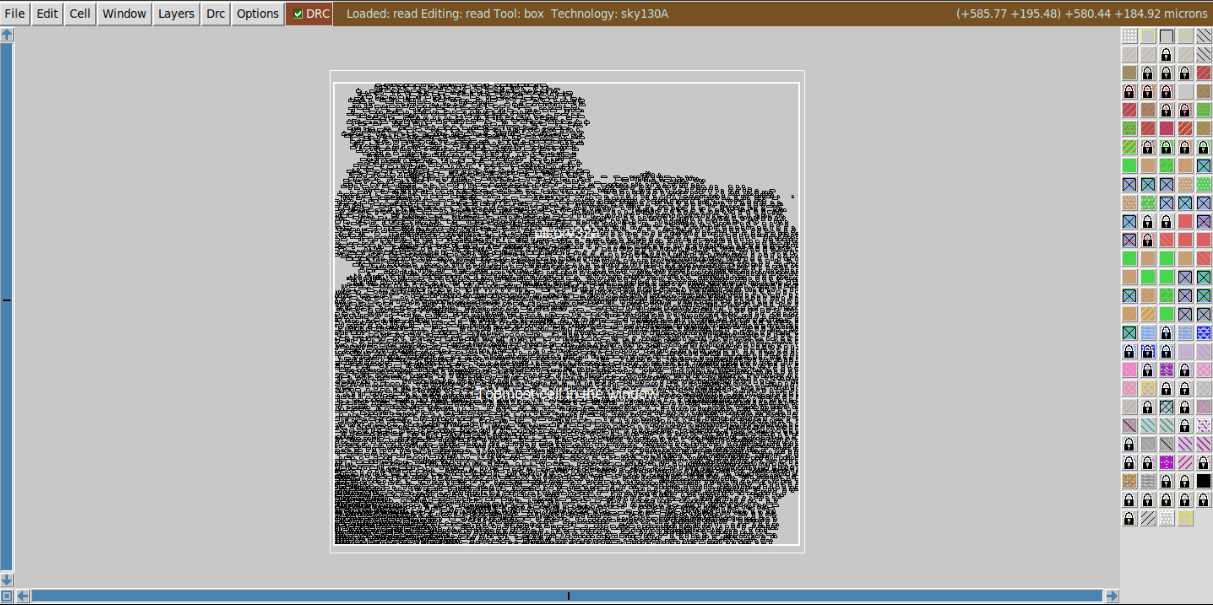 File Edit Cell Window Layers Drc Options DRC Loaded: read Editing: read Tool: box Technology: sky130A (+585.77 +195.48) +580.44 +184.92 microns
Topmost cell in the window